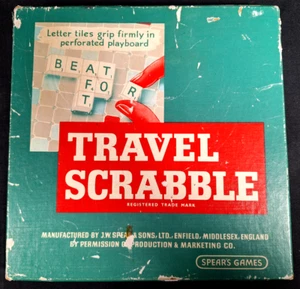 Letter tiles grip firmly in
perforated playboard
BEAT
A O R
F
T
TRAVEL
SCRABBLE
REGISTERED TRADE MARK
MANUFACTURED BY J.W. SPEAR & SONS, LTD., ENFIELD, MIDDLESEX, ENGLAND
BY PERMISSION OF PRODUCTION & MARKETING CO.
SPEAR'S GAMES